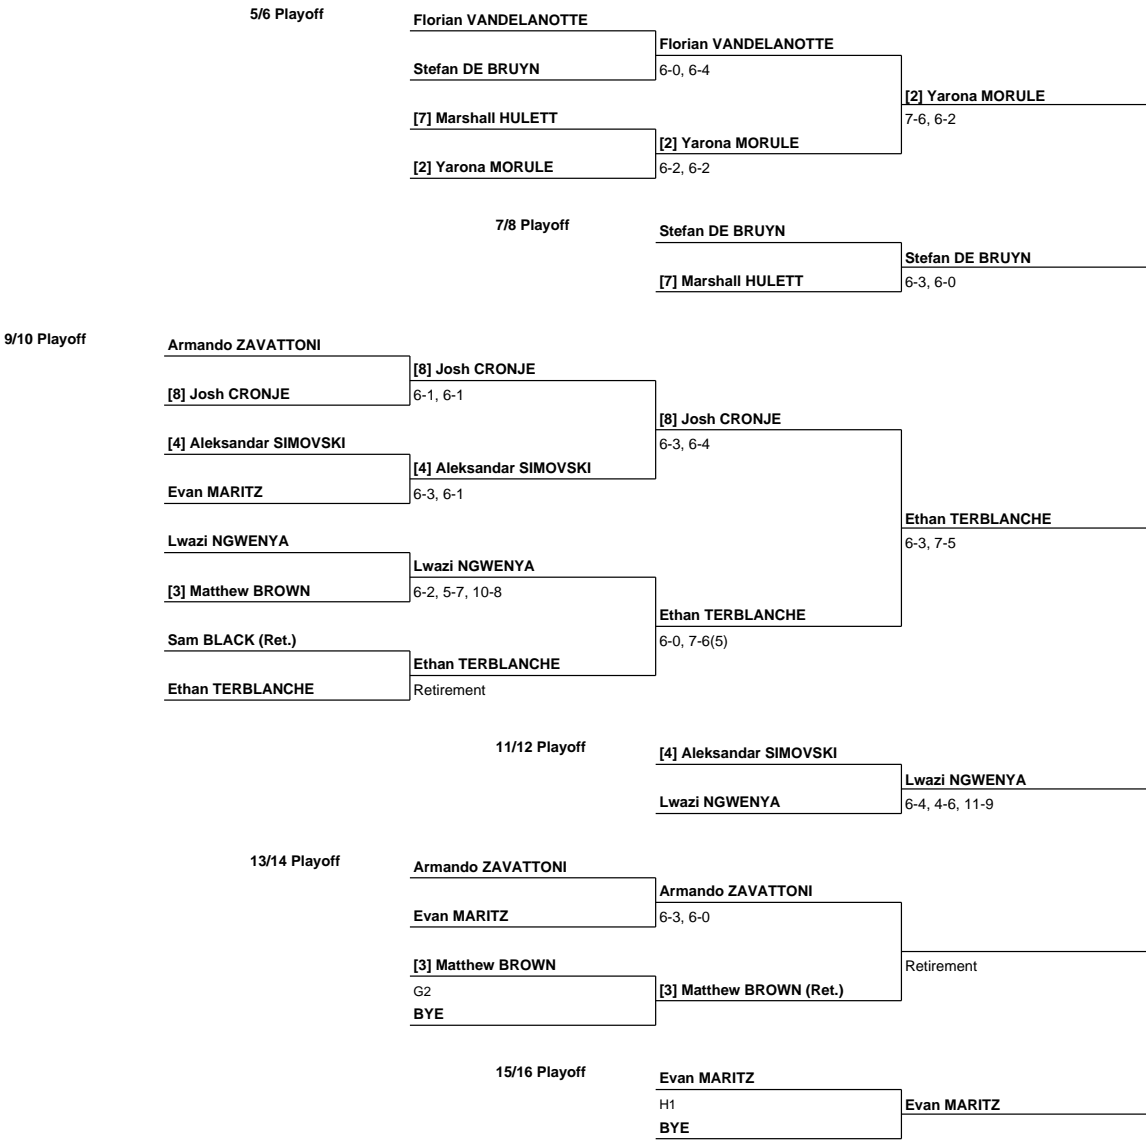 5/6 Playoff
Florian VANDELANOTTE
Florian VANDELANOTTE
Stefan DE BRUYN
6-0, 6-4
[2] Yarona MORULE
[7] Marshall HULETT
7-6, 6-2
[2] Yarona MORULE
[2] Yarona MORULE
6-2, 6-2
7/8 Playoff
Stefan DE BRUYN
Stefan DE BRUYN
[7] Marshall HULETT
6-3, 6-0
9/10 Playoff
Armando ZAVATTONI
[8] Josh CRONJE
[8] Josh CRONJE
6-1, 6-1
[8] Josh CRONJE
[4] Aleksandar SIMOVSKI
6-3, 6-4
[4] Aleksandar SIMOVSKI
Evan MARITZ
6-3, 6-1
Ethan TERBLANCHE
Lwazi NGWENYA
6-3, 7-5
Lwazi NGWENYA
[3] Matthew BROWN
6-2, 5-7, 10-8
Ethan TERBLANCHE
Sam BLACK (Ret.)
6-0, 7-6(5)
Ethan TERBLANCHE
Ethan TERBLANCHE
Retirement
11/12 Playoff
[4] Aleksandar SIMOVSKI
Lwazi NGWENYA
Lwazi NGWENYA
6-4, 4-6, 11-9
13/14 Playoff
Armando ZAVATTONI
Armando ZAVATTONI
Evan MARITZ
6-3, 6-0
[3] Matthew BROWN
Retirement
G2
[3] Matthew BROWN (Ret.)
BYE
15/16 Playoff
Evan MARITZ
H1
Evan MARITZ
BYE